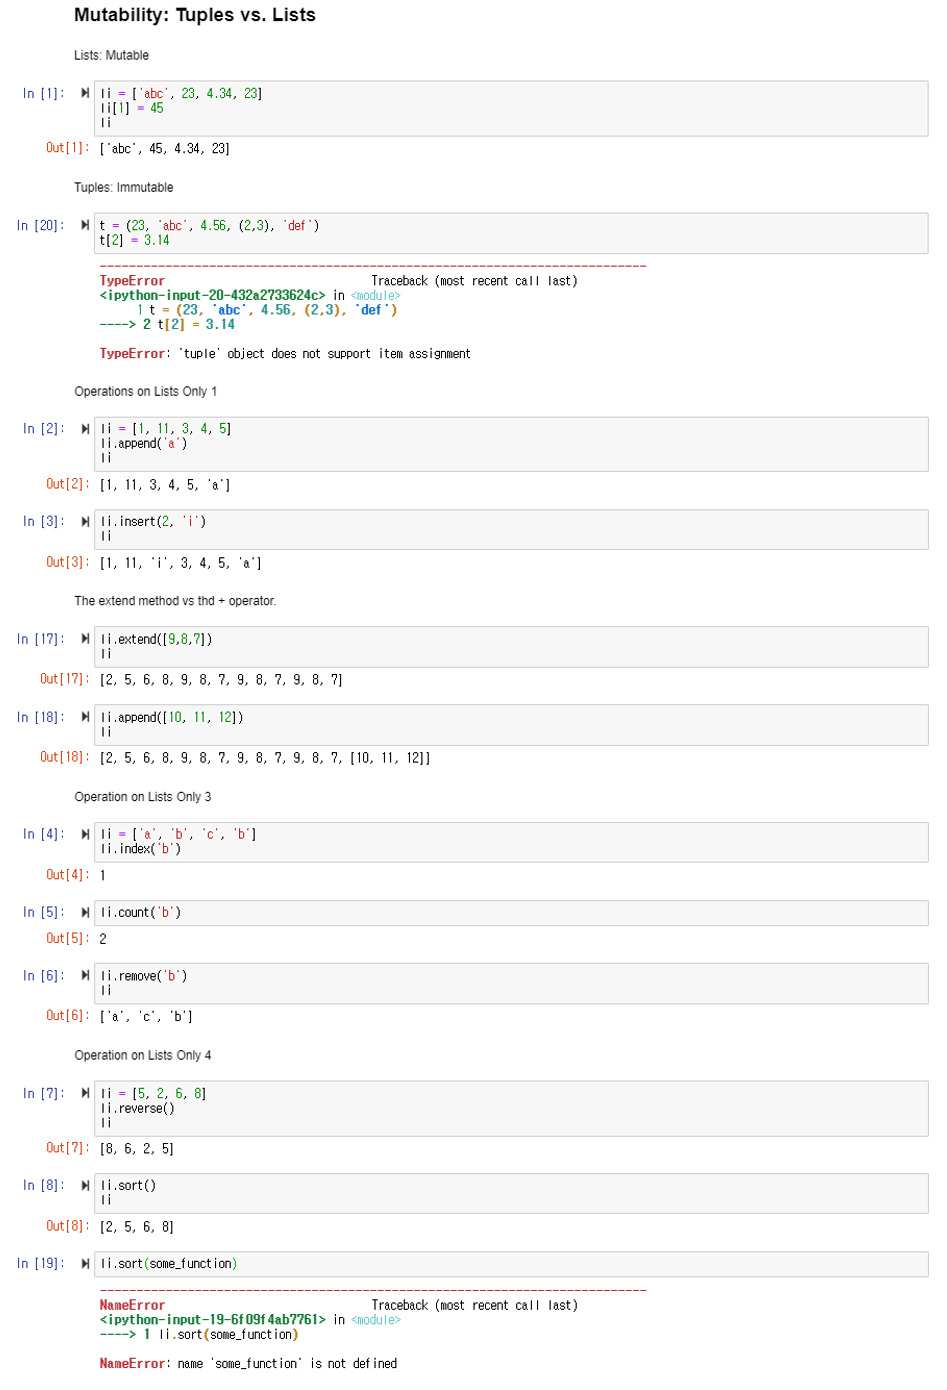 Mutability: Tuples vs. Lists
Lists: Mutable
In [1]: li = ['abc', 23, 4.34, 23]
li[1] = 45
li
Out[1]: ['abc', 45, 4.34, 23]
Tuples: Immutable
In [20]: t = (23, 'abc', 4.56, (2,3), 'def')
t[2] = 3.14
---------------------------------------------------------------------------
TypeError Traceback (most recent call last)
<ipython-input-20-432a2733624c> in <module>
1 t = (23, 'abc', 4.56, (2,3), 'def')
----> 2 t[2] = 3.14
TypeError: 'tuple' object does not support item assignment
Operations on Lists Only 1
In [2]: li = [1, 11, 3, 4, 5]
li.append('a')
li
Out[2]: [1, 11, 3, 4, 5, 'a']
In [3]: li.insert(2, 'i')
li
Out[3]: [1, 11, 'i', 3, 4, 5, 'a']
The extend method vs thd + operator.
In [17]: li.extend([9,8,7])
li
Out[17]: [2, 5, 6, 8, 9, 8, 7, 9, 8, 7, 9, 8, 7]
In [18]: li.append([10, 11, 12])
li
Out[18]: [2, 5, 6, 8, 9, 8, 7, 9, 8, 7, 9, 8, 7, [10, 11, 12]]
Operation on Lists Only 3
In [4]: li = ['a', 'b', 'c', 'b']
li.index('b')
Out[4]: 1
In [5]: li.count('b')
Out[5]: 2
In [6]: li.remove('b')
li
Out[6]: ['a', 'c', 'b']
Operation on Lists Only 4
In [7]: li = [5, 2, 6, 8]
li.reverse()
li
Out[7]: [8, 6, 2, 5]
In [8]: li.sort()
li
Out[8]: [2, 5, 6, 8]
In [19]: li.sort(some_function)
---------------------------------------------------------------------------
NameError Traceback (most recent call last)
<ipython-input-19-6f09f4ab7761> in <module>
----> 1 li.sort(some_function)
NameError: name 'some_function' is not defined